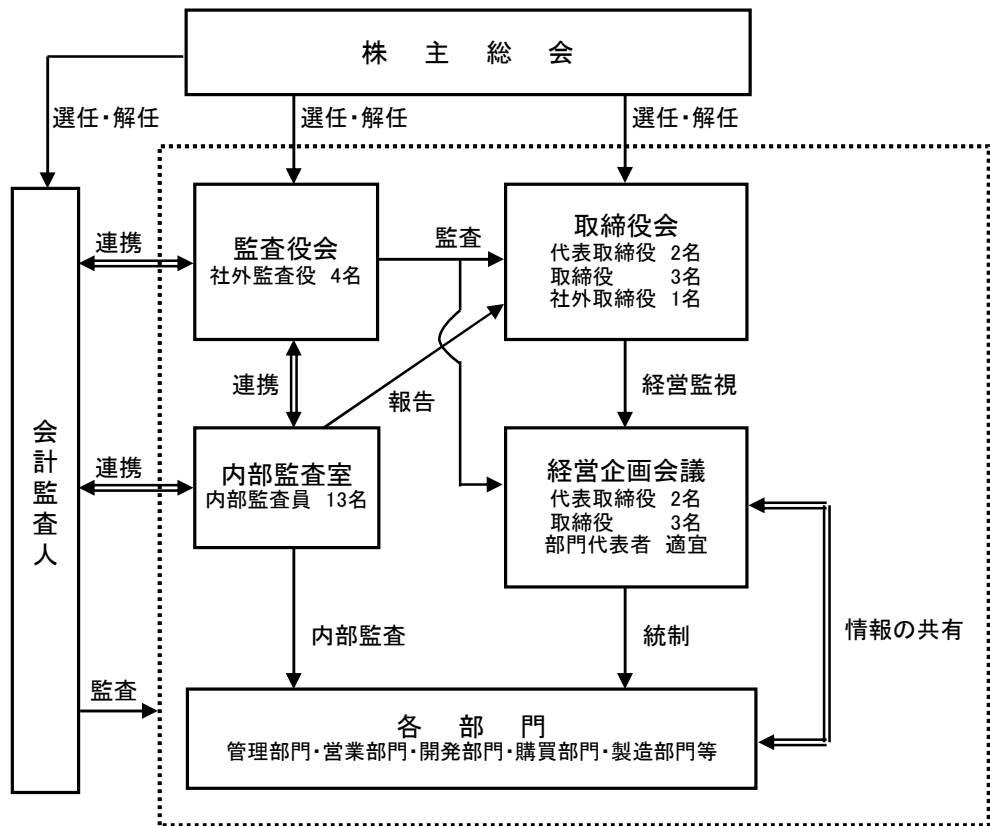 株主総会
選任・解任
選任・解任
選任・解任
監査役会
社外監査役 4名
監査
取締役会
代表取締役 2名
取締役 3名
社外取締役 1名
連携
連携
報告
経営監視
会計監査人
連携
内部監査室
内部監査員 13名
経営企画会議
代表取締役 2名
取締役 3名
部門代表者 適宜
内部監査
統制
情報の共有
監査
各部門
管理部門・営業部門・開発部門・購買部門・製造部門等